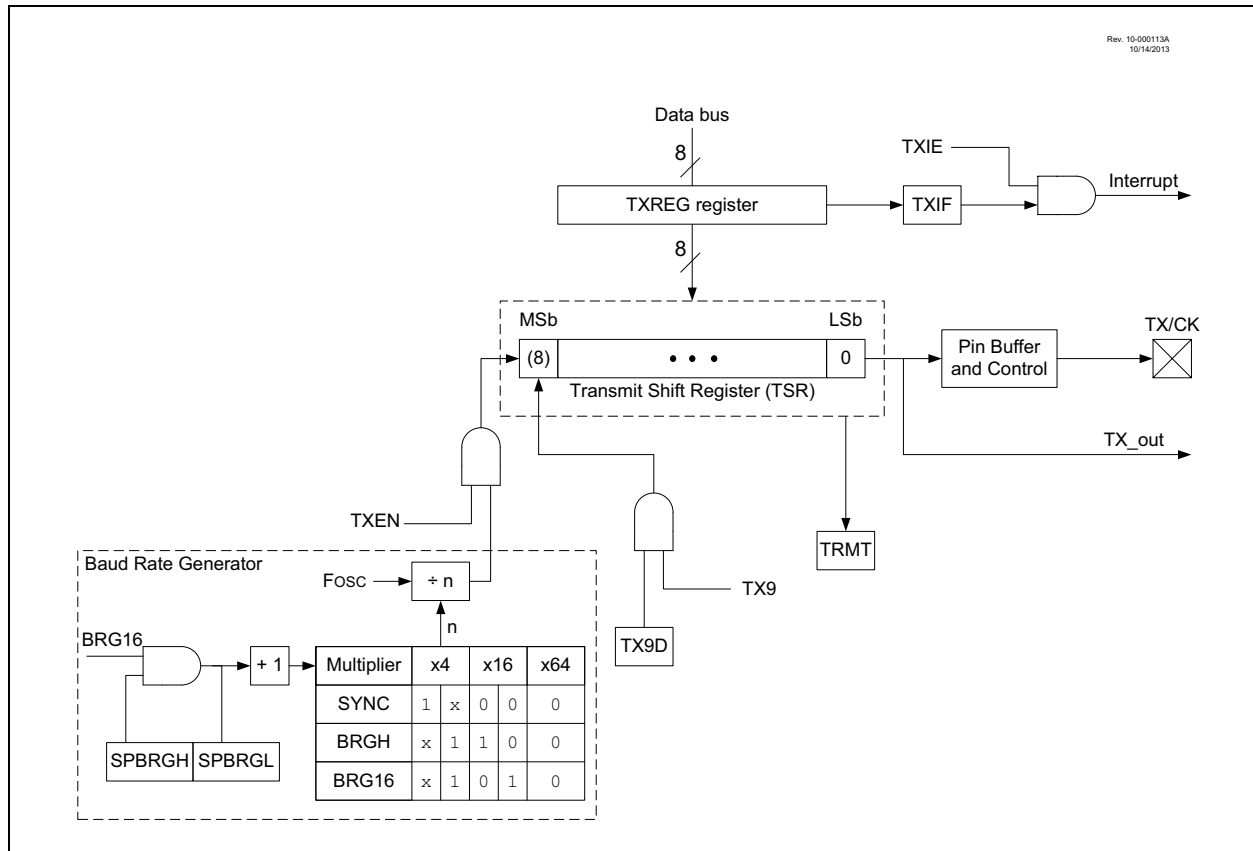 Rev. 10-000113A
10/14/2013
Data bus
8
TXIE
Interrupt
TXREG register
TXIF
8
MSb LSb
TX/CK
(8) • • • 0
Pin Buffer
and Control
Transmit Shift Register (TSR)
TX_out
TXEN
TRMT
Baud Rate Generator
FOSC ÷ n
TX9
n
TX9D
BRG16
+ 1
Multiplier x4 x16 x64
SYNC 1 x 0 0 0
BRGH x 1 1 0 0
BRG16 x 1 0 1 0
SPBRGH SPBRGL